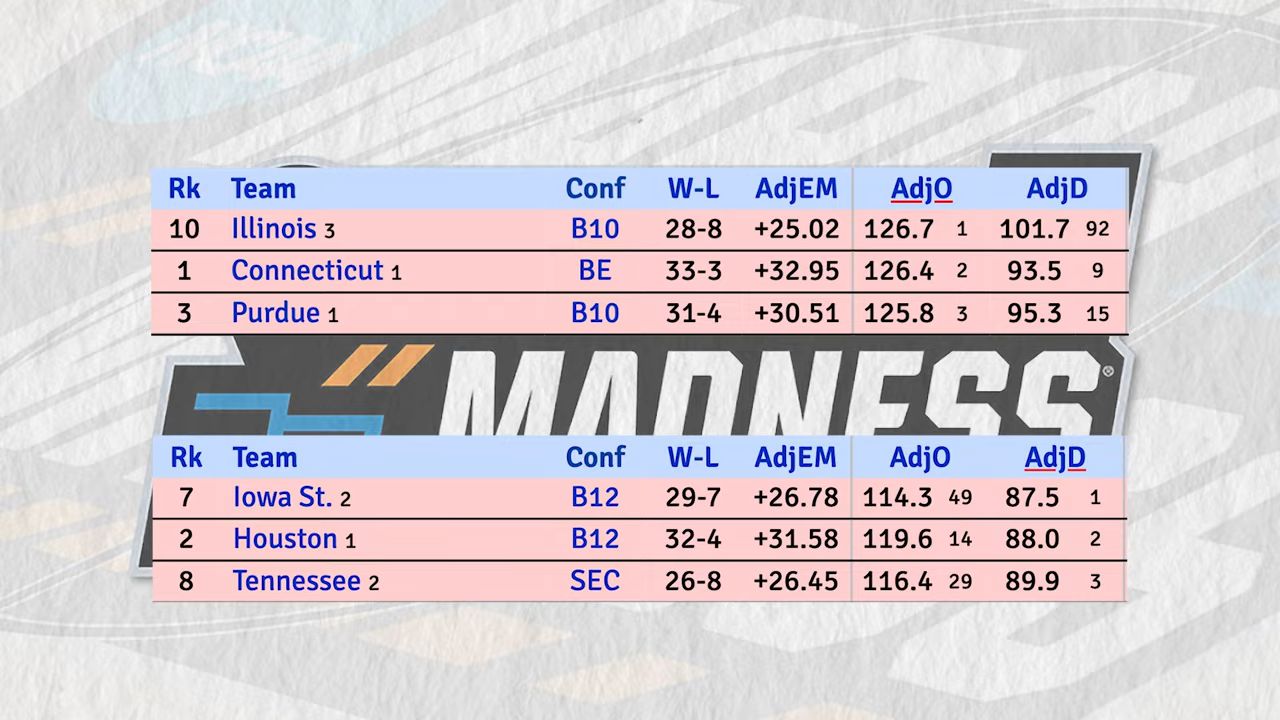 Rk Team Conf W-L AdjEM AdjO AdjD
10 Illinois 3 B10 28-8 +25.02 126.7 1 101.7 92
1 Connecticut 1 BE 33-3 +32.95 126.4 2 93.5 9
3 Purdue 1 B10 31-4 +30.51 125.8 3 95.3 15
MADNESS®
Rk Team Conf W-L AdjEM AdjO AdjD
7 Iowa St. 2 B12 29-7 +26.78 114.3 49 87.5 1
2 Houston 1 B12 32-4 +31.58 119.6 14 88.0 2
8 Tennessee 2 SEC 26-8 +26.45 116.4 29 89.9 3